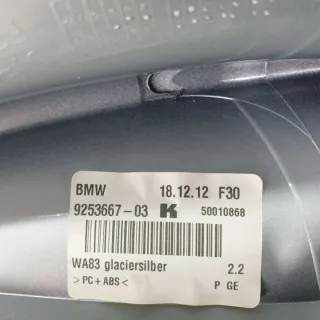 BMW 18.12.12 F30
9253667-03 K 50010868
WA83 glaciersilber 2.2
>PC+ABS< P GE